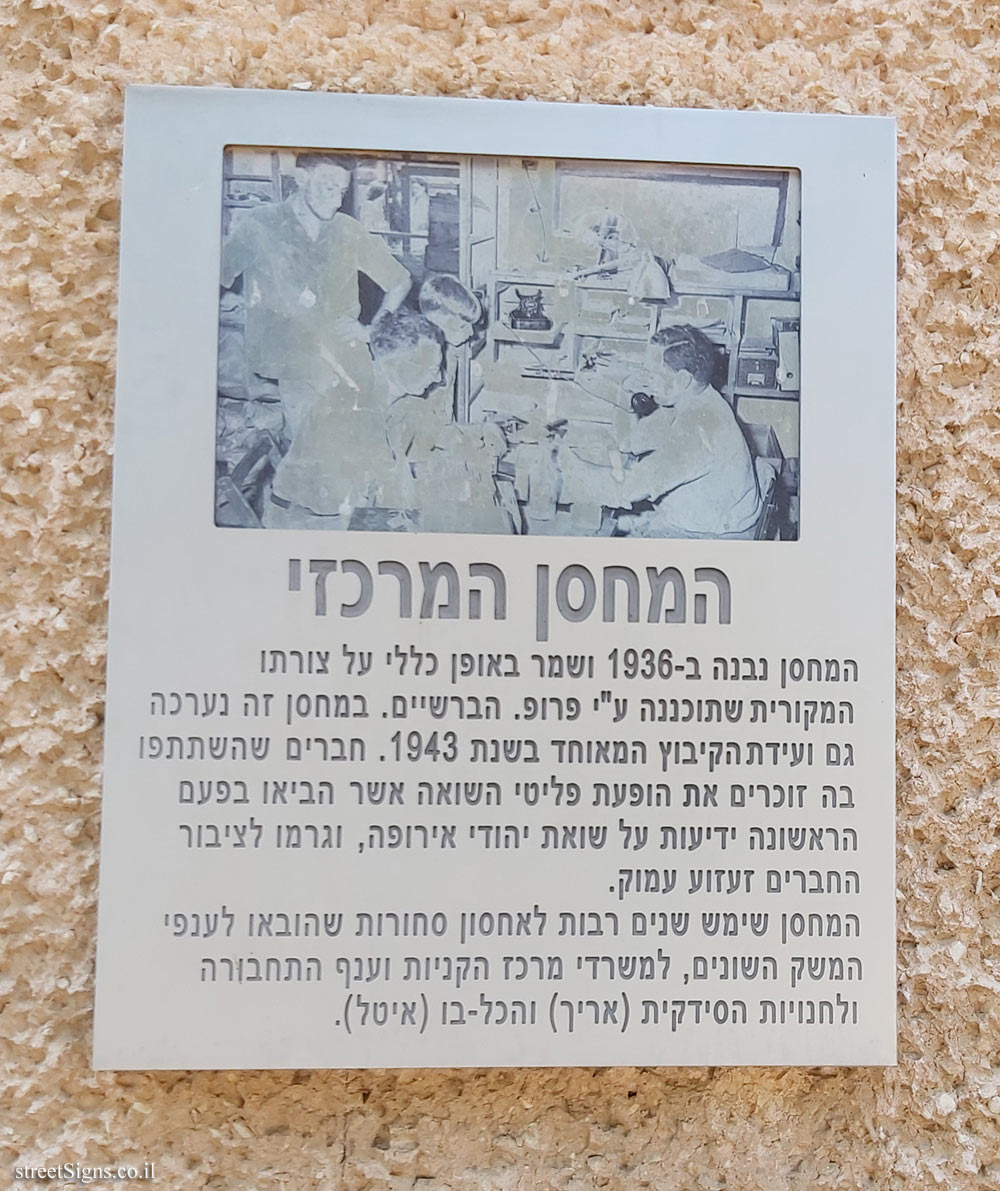 המחסן המרכזי
המחסן נבנה ב-1936 ושמר באופן כללי על צורתו
המקורית שתוכננה ע"י פרופ. הברשיים. במחסן זה נערכה
גם ועידת הקיבוץ המאוחד בשנת 1943. חברים שהשתתפו
בה זוכרים את הופעת פליטי השואה אשר הביאו בפעם
הראשונה ידיעות על שואת יהודי אירופה, וגרמו לציבור
החברים זעזוע עמוק.
המחסן שימש שנים רבות לאחסון סחורות שהובאו לענפי
המשק השונים, למשרדי מרכז הקניות וענף התחבורה
ולחנויות הסידקית (אריך) והכל-בו (איטל).
streetSigns.co.il